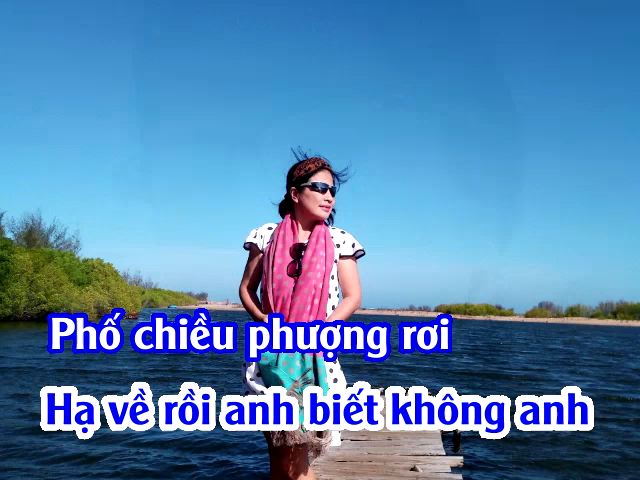 Phố chiều phượng rơi
Hạ về rồi anh biết không anh